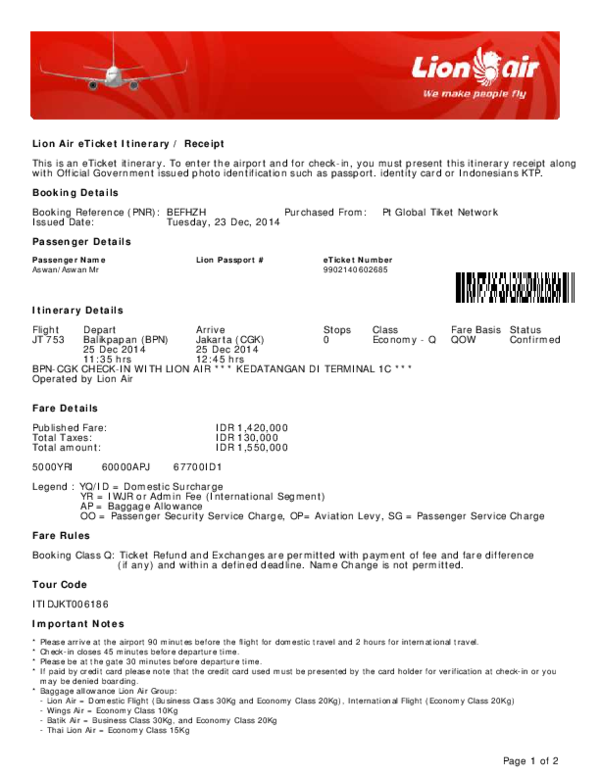 Lion air
We make people fly
Lion Air eTicket Itinerary / Receipt
This is an eTicket itinerary. To enter the airport and for check-in, you must present this itinerary receipt along
with Official Government issued photo identification such as passport. identity card or Indonesians KTP.
Booking Details
Booking Reference (PNR): BEFHZH Purchased From: Pt Global Tiket Network
Issued Date: Tuesday, 23 Dec, 2014
Passenger Details
Passenger Name Lion Passport # eTicket Number
Aswan/Aswan Mr 9902140602685
Itinerary Details
Flight Depart Arrive Stops Class Fare Basis Status
JT 753 Balikpapan (BPN) Jakarta (CGK) 0 Economy - Q QOW Confirmed
25 Dec 2014 25 Dec 2014
11:35 hrs 12:45 hrs
BPN-CGK CHECK-IN WITH LION AIR *** KEDATANGAN DI TERMINAL 1C ***
Operated by Lion Air
Fare Details
Published Fare: IDR 1,420,000
Total Taxes: IDR 130,000
Total amount: IDR 1,550,000
5000YRI 60000APJ 67700ID1
Legend : YQ/ID = Domestic Surcharge
YR = IWJR or Admin Fee (International Segment)
AP = Baggage Allowance
OO = Passenger Security Service Charge, OP= Aviation Levy, SG = Passenger Service Charge
Fare Rules
Booking Class Q: Ticket Refund and Exchanges are permitted with payment of fee and fare difference
(if any) and within a defined deadline. Name Change is not permitted.
Tour Code
ITIDJKT006186
Important Notes
* Please arrive at the airport 90 minutes before the flight for domestic travel and 2 hours for international travel.
* Check-in closes 45 minutes before departure time.
* Please be at the gate 30 minutes before departure time.
* If paid by credit card please note that the credit card used must be presented by the card holder for verification at check-in or you
may be denied boarding.
* Baggage allowance Lion Air Group:
- Lion Air = Domestic Flight (Business Class 30Kg and Economy Class 20Kg), International Flight (Economy Class 20Kg)
- Wings Air = Economy Class 10Kg
- Batik Air = Business Class 30Kg, and Economy Class 20Kg
- Thai Lion Air = Economy Class 15Kg
Page 1 of 2